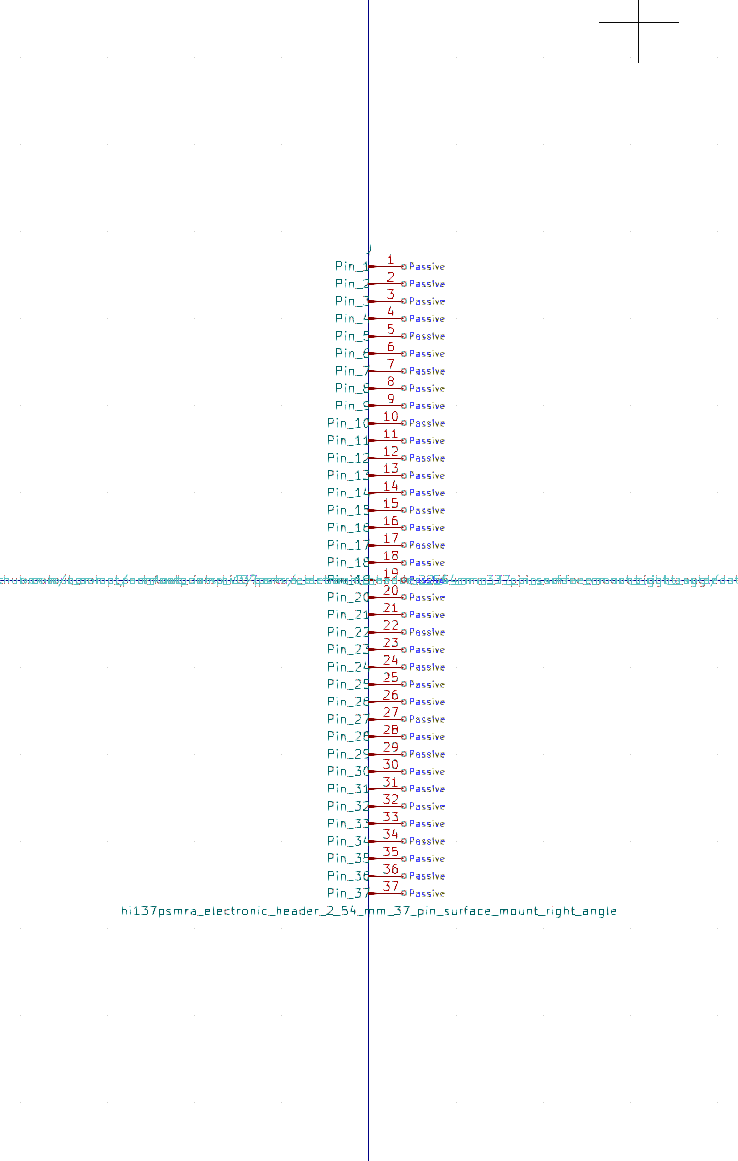 J
Pin_1 1 Passive
Pin_2 2 Passive
Pin_3 3 Passive
Pin_4 4 Passive
Pin_5 5 Passive
Pin_6 6 Passive
Pin_7 7 Passive
Pin_8 8 Passive
Pin_9 9 Passive
Pin_10 10 Passive
Pin_11 11 Passive
Pin_12 12 Passive
Pin_13 13 Passive
Pin_14 14 Passive
Pin_15 15 Passive
Pin_16 16 Passive
Pin_17 17 Passive
Pin_18 18 Passive
19
Pin_20 20 Passive
Pin_21 21 Passive
Pin_22 22 Passive
Pin_23 23 Passive
Pin_24 24 Passive
Pin_25 25 Passive
Pin_26 26 Passive
Pin_27 27 Passive
Pin_28 28 Passive
Pin_29 29 Passive
Pin_30 30 Passive
Pin_31 31 Passive
Pin_32 32 Passive
Pin_33 33 Passive
Pin_34 34 Passive
Pin_35 35 Passive
Pin_36 36 Passive
Pin_37 37 Passive
hi137psmra_electronic_header_2_54_mm_37_pin_surface_mount_right_angle